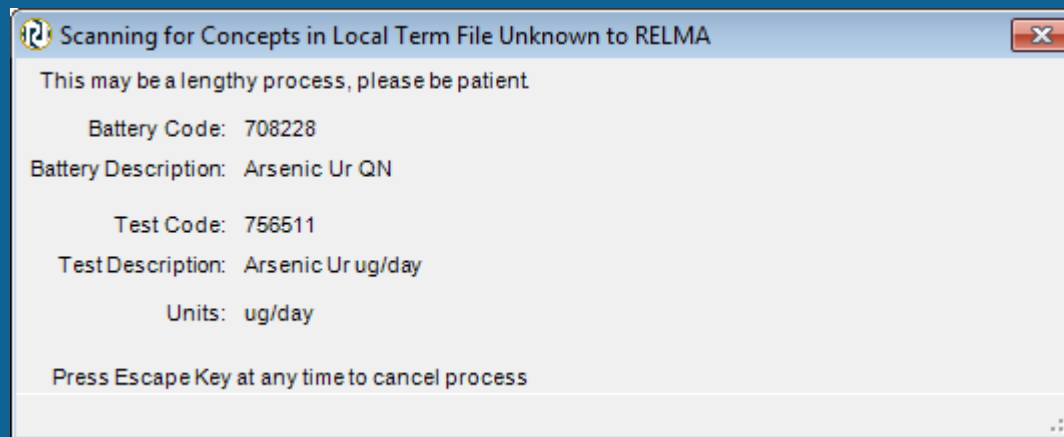 Scanning for Concepts in Local Term File Unknown to RELMA
This may be a lengthy process, please be patient.
Battery Code: 708228
Battery Description: Arsenic Ur QN
Test Code: 756511
Test Description: Arsenic Ur ug/day
Units: ug/day
Press Escape Key at any time to cancel process